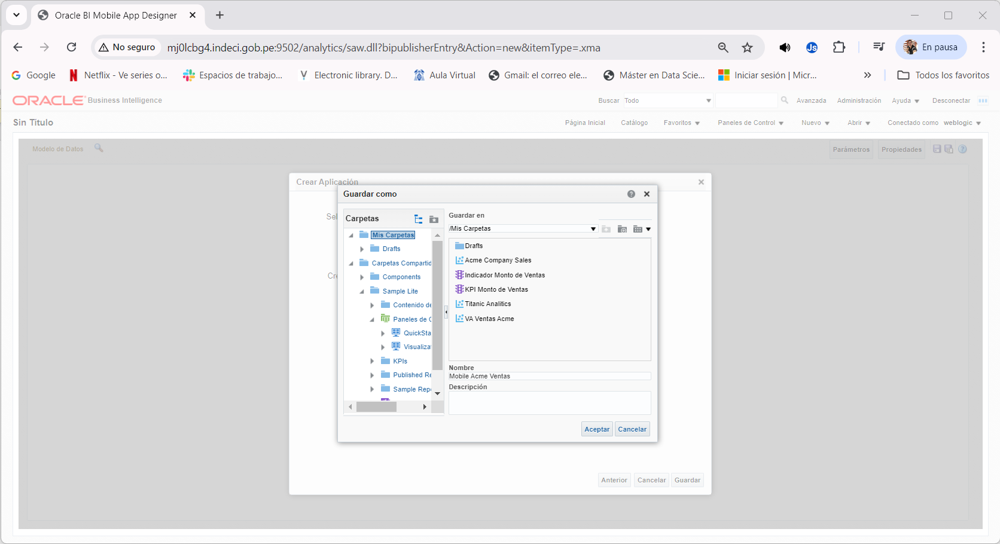 Oracle BI Mobile App Designer
No seguro
mj0lcbg4.indeci.gob.pe:9502/analytics/saw.dll?bipublisherEntry&Action=new&itemType=.xma
Js
En pausa
Google
Netflix - Ve series o...
Espacios de trabajo...
Electronic library. D...
Aula Virtual
Gmail: el correo ele...
Máster en Data Scie...
Iniciar sesión | Micr...
Todos los favoritos
ORACLE Business Intelligence
Buscar Todo
Avanzada
Administración
Ayuda
Desconectar
Sin Título
Página Inicial
Catálogo
Favoritos
Paneles de Control
Nuevo
Abrir
Conectado como weblogic
Modelo de Datos
Parámetros
Propiedades
Crear Aplicación
Guardar como
Sel
Cre
Carpetas
Mis Carpetas
Drafts
Carpetas Compartid
Components
Sample Lite
Contenido de
Paneles de C
QuickSta
Visualizat
KPIs
Published Re
Sample Repo
Guardar en
/Mis Carpetas
Drafts
Acme Company Sales
Indicador Monto de Ventas
KPI Monto de Ventas
Titanic Analitics
VA Ventas Acme
Nombre
Mobile Acme Ventas
Descripción
Aceptar
Cancelar
Anterior
Cancelar
Guardar